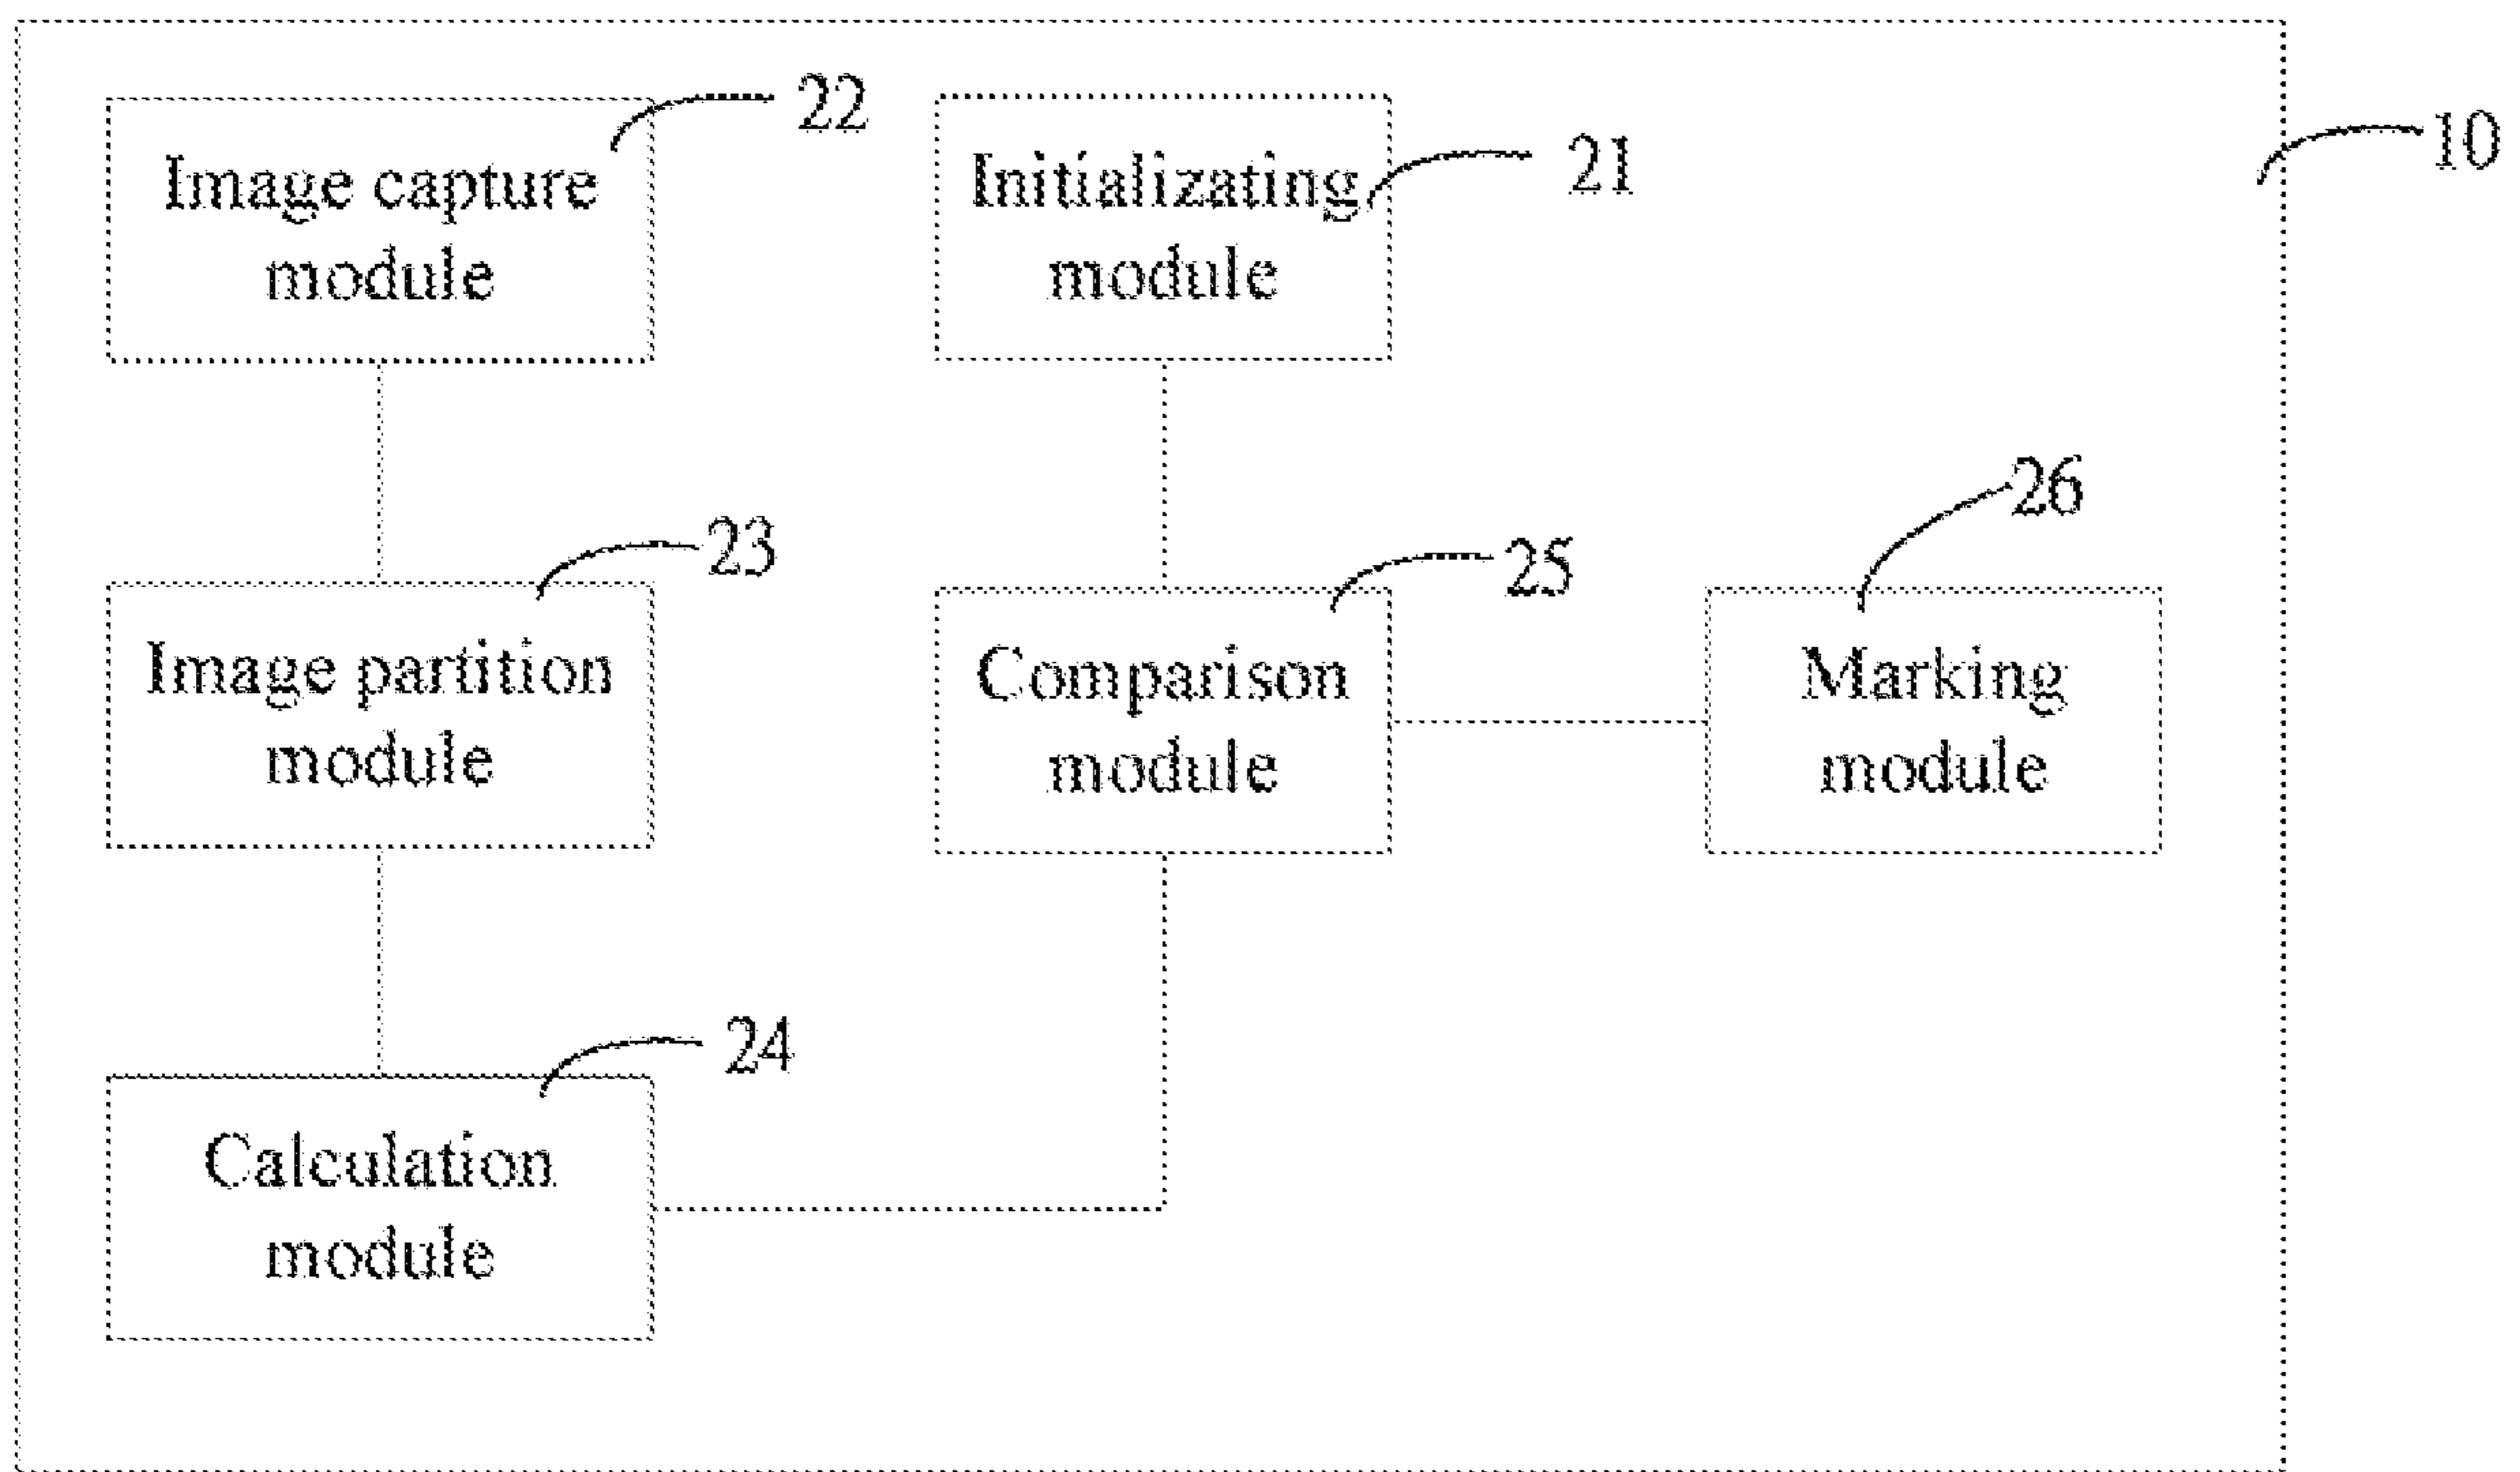 22
Image capture
module
Initializating
module
21
10
23
Image partition
module
25
Comparison
module
26
Marking
module
24
Calculation
module